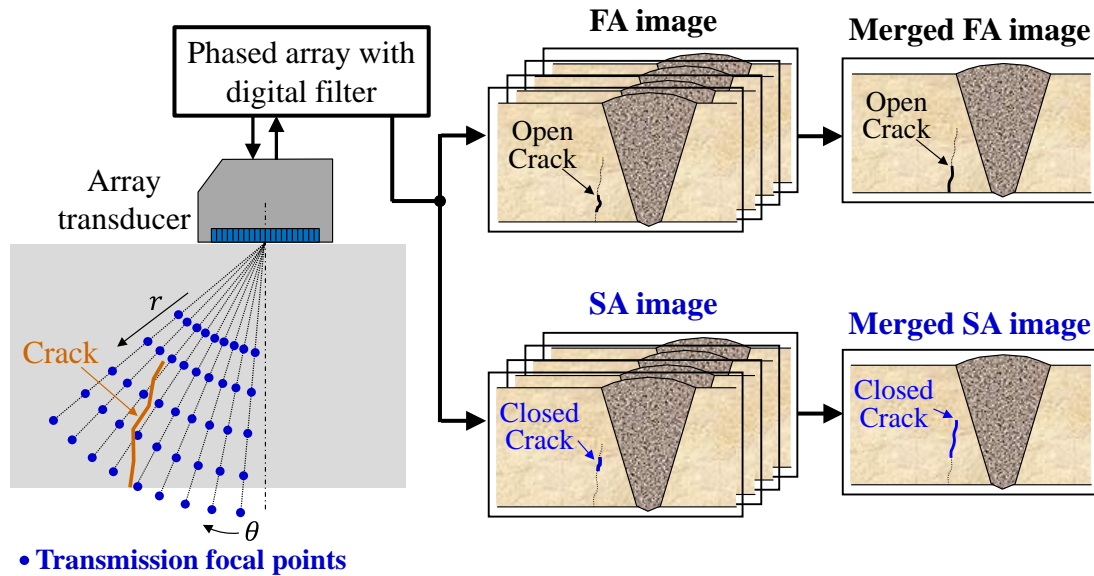 Phased array with
digital filter
Array
transducer
r
Crack
θ
• Transmission focal points
FA image
Open
Crack
Merged FA image
Open
Crack
SA image
Closed
Crack
Merged SA image
Closed
Crack